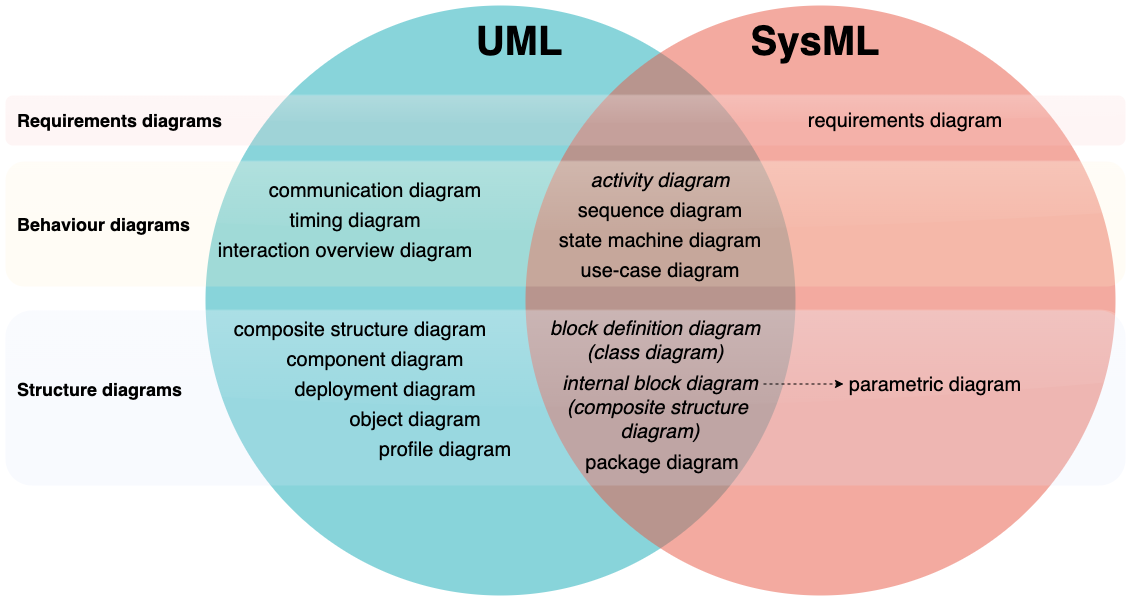 UML
SysML
Requirements diagrams
requirements diagram
Behaviour diagrams
communication diagram
timing diagram
interaction overview diagram
activity diagram
sequence diagram
state machine diagram
use-case diagram
Structure diagrams
composite structure diagram
component diagram
deployment diagram
object diagram
profile diagram
block definition diagram
(class diagram)
internal block diagram
(composite structure
diagram)
package diagram
parametric diagram